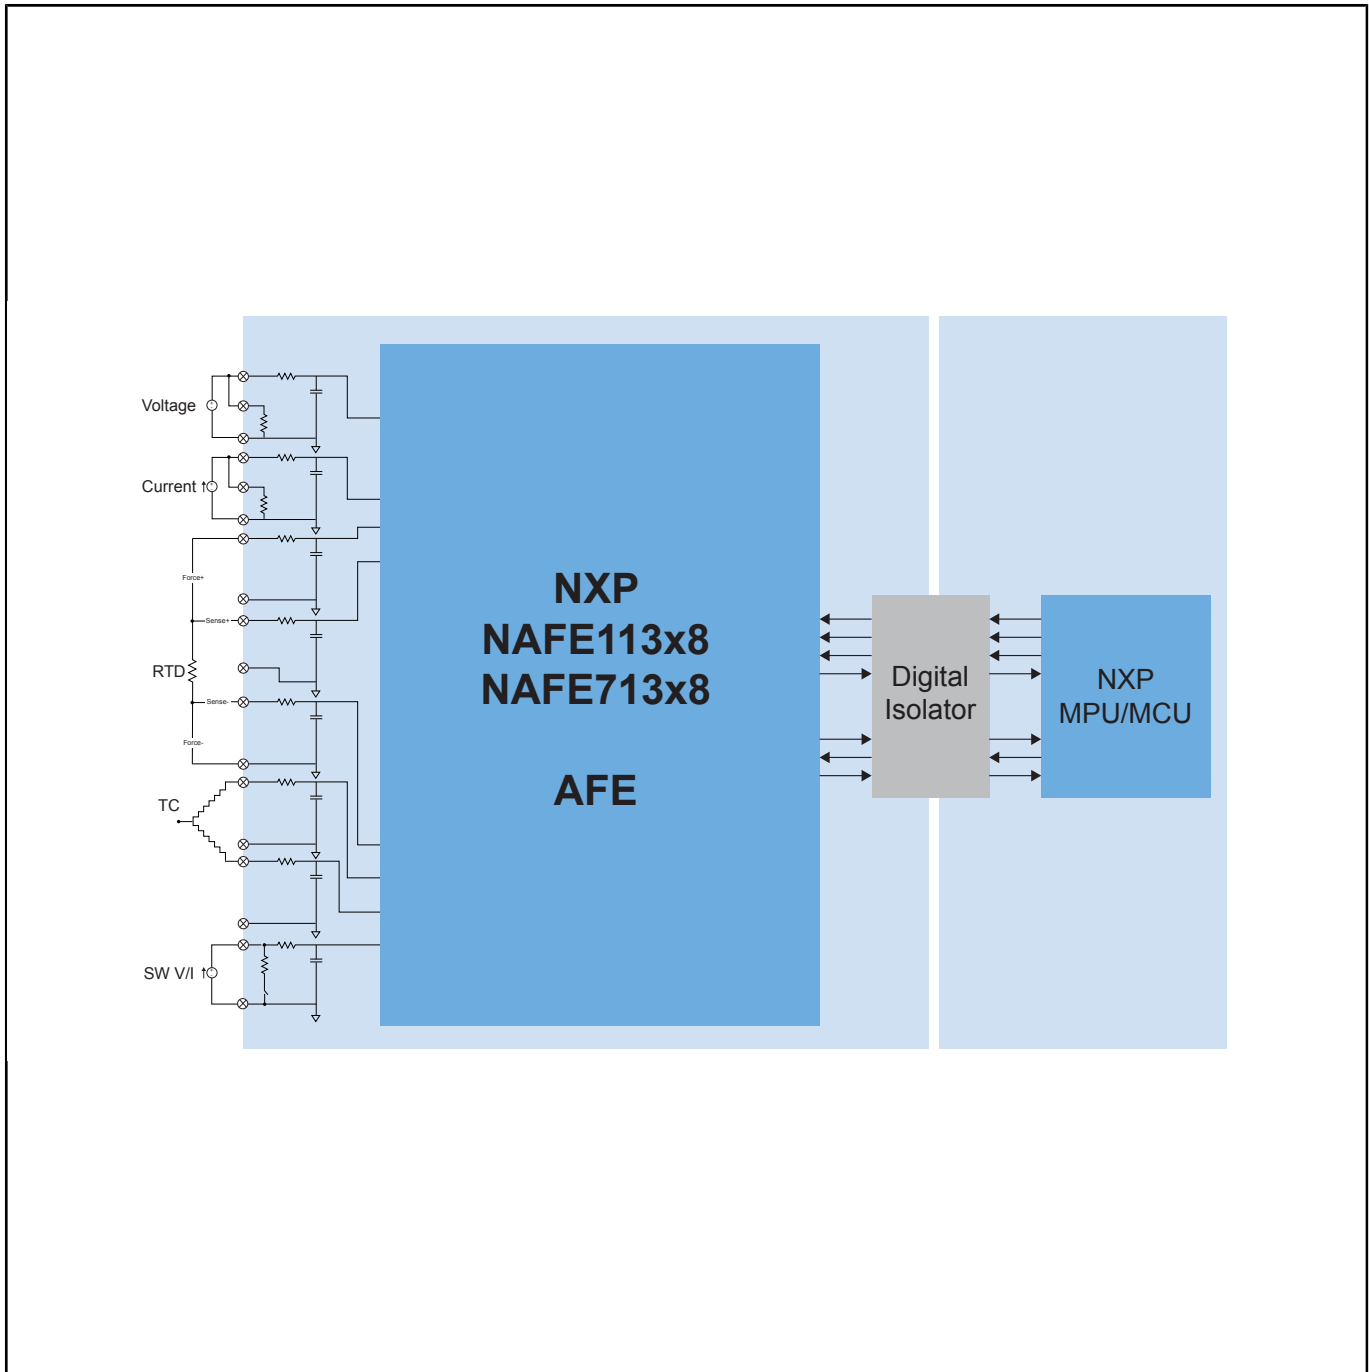 Voltage
Current
Force+
Sense+
RTD
Sense-
Force-
TC
SW V/I
NXP
NAFE113x8
NAFE713x8
AFE
Digital
Isolator
NXP
MPU/MCU